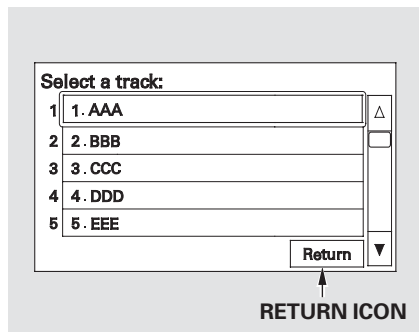 Select a track:
1 1. AAA
2 2. BBB
3 3. CCC
4 4. DDD
5 5. EEE
Return
RETURN ICON